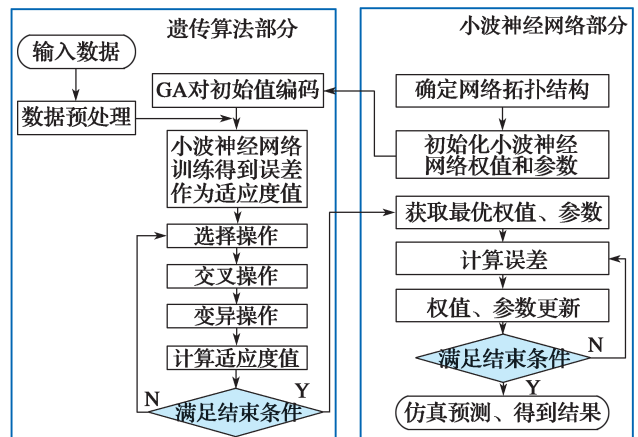 遗传算法部分
输入数据
数据预处理
GA对初始值编码
小波神经网络
训练得到误差
作为适应度值
选择操作
交叉操作
变异操作
计算适应度值
满足结束条件
N
Y
小波神经网络部分
确定网络拓扑结构
初始化小波神经
网络权值和参数
获取最优权值、参数
计算误差
权值、参数更新
满足结束条件
N
Y
仿真预测、得到结果